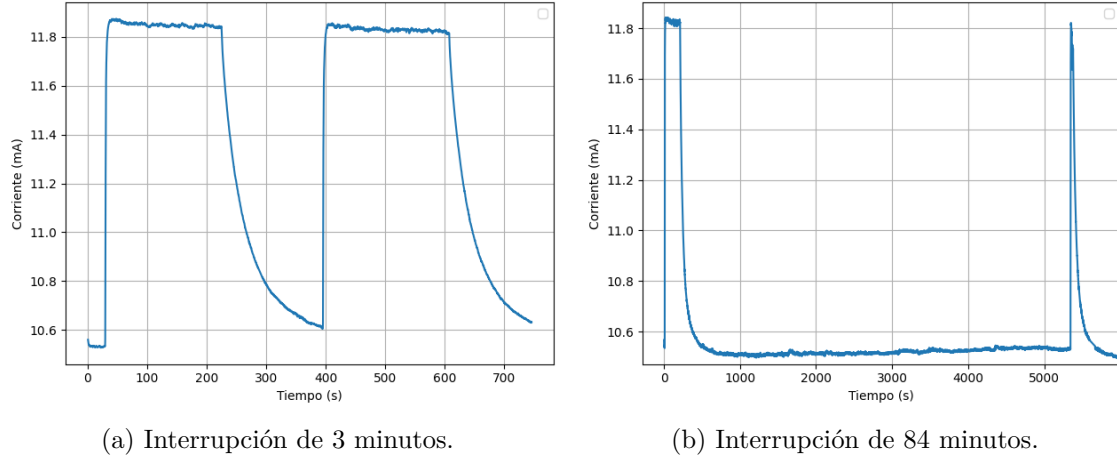 11.8
11.6
11.4
11.2
11.0
10.8
10.6
Corriente (mA)
0 100 200 300 400 500 600 700
Tiempo (s)
(a) Interrupción de 3 minutos.
11.8
11.6
11.4
11.2
11.0
10.8
10.6
Corriente (mA)
0 1000 2000 3000 4000 5000
Tiempo (s)
(b) Interrupción de 84 minutos.